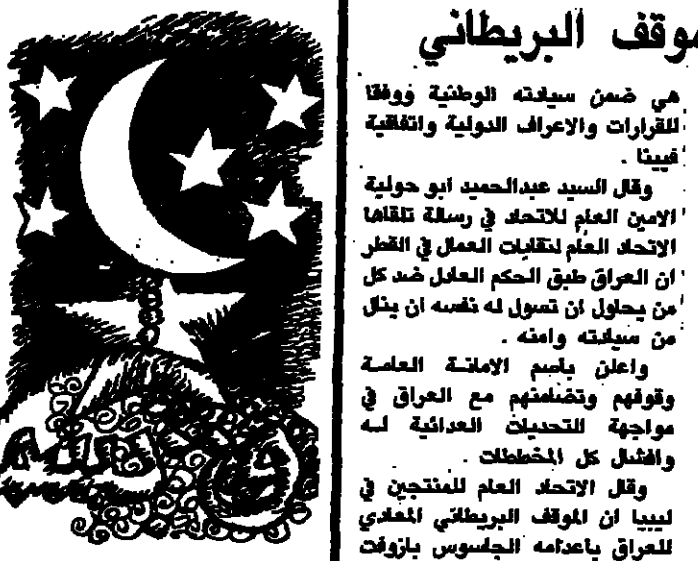 موقف البريطاني
هي ضمن سيادته الوطنية ووفقا
للقرارات والاعراف الدولية واتفاقية
فيينا .
وقال السيد عبدالحميد ابو حولية
الامين العام للاتحاد في رسالة تلقاها
الاتحاد العام لنقابات العمال في القطر
ان العراق طبق الحكم العادل ضد كل
من يحاول ان تسول له نفسه ان ينال
من سيادته وامنه .
واعلن باسم الامانة العامة
وقوفهم وتضامنهم مع العراق في
مواجهة للتحديات العدائية له
وافشال كل المخططات .
وقال الاتحاد العام للمنتجين في
ليبيا ان الموقف البريطاني المعادي
للعراق بأعدامه الجاسوس بازوفت